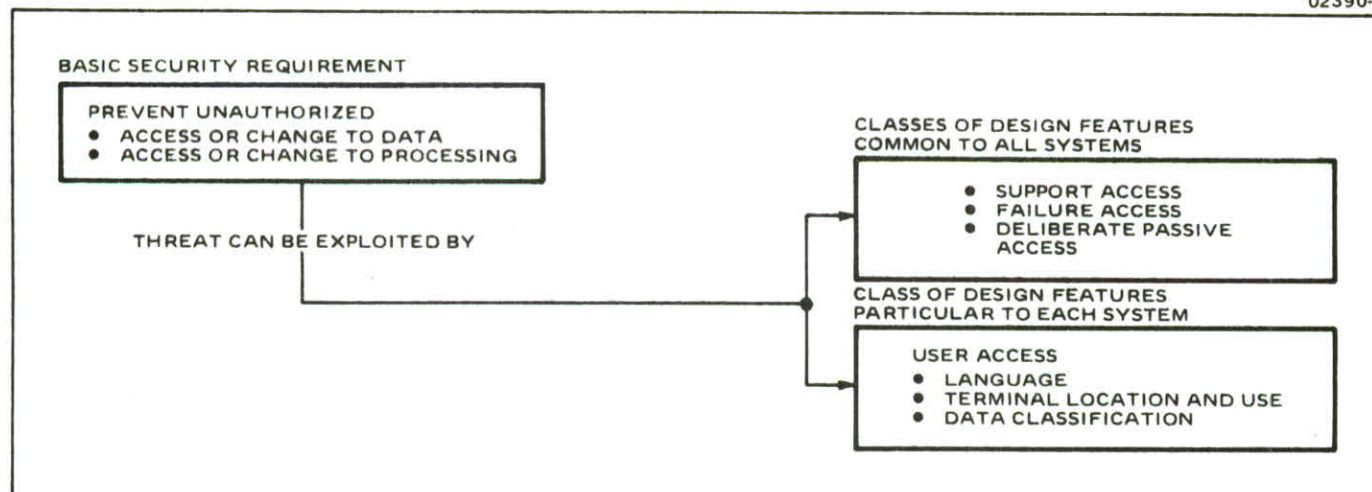 02390-
BASIC SECURITY REQUIREMENT
PREVENT UNAUTHORIZED
• ACCESS OR CHANGE TO DATA
• ACCESS OR CHANGE TO PROCESSING
THREAT CAN BE EXPLOITED BY
CLASSES OF DESIGN FEATURES
COMMON TO ALL SYSTEMS
• SUPPORT ACCESS
• FAILURE ACCESS
• DELIBERATE PASSIVE
ACCESS
CLASS OF DESIGN FEATURES
PARTICULAR TO EACH SYSTEM
USER ACCESS
• LANGUAGE
• TERMINAL LOCATION AND USE
• DATA CLASSIFICATION